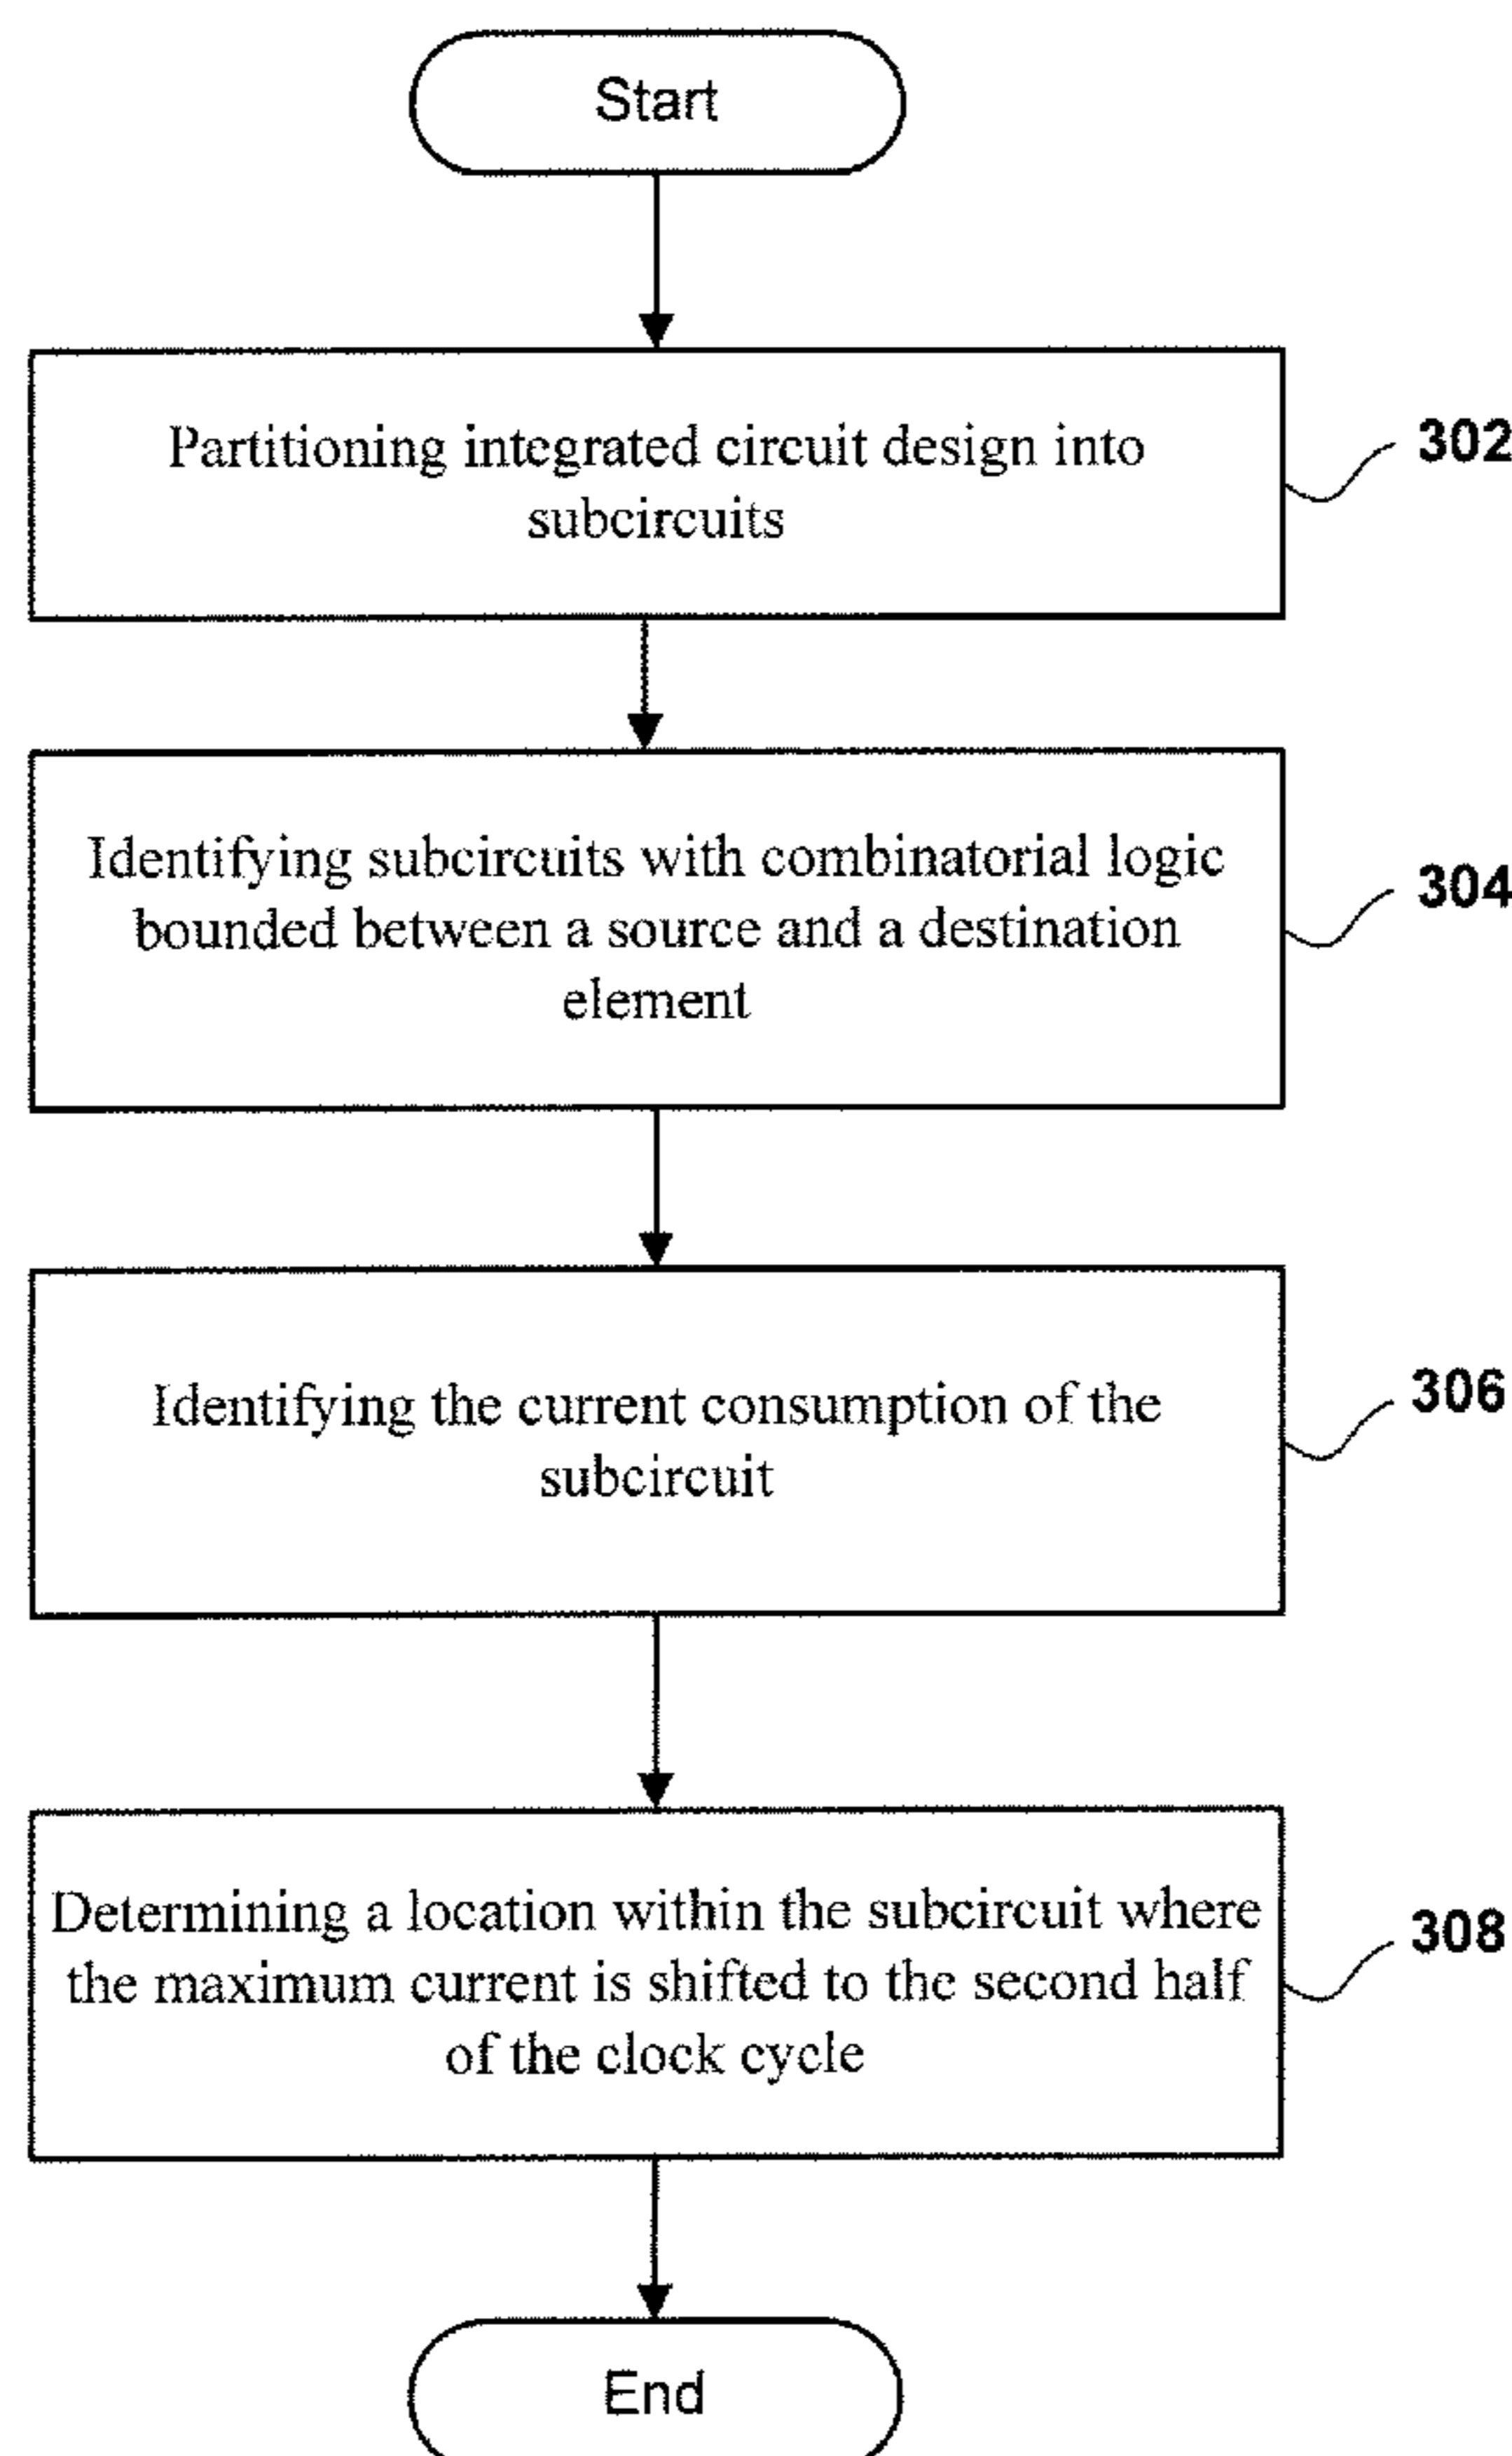 Start
Partitioning integrated circuit design into
subcircuits
302
Identifying subcircuits with combinatorial logic
bounded between a source and a destination
element
304
Identifying the current consumption of the
subcircuit
306
Determining a location within the subcircuit where
the maximum current is shifted to the second half
of the clock cycle
308
End